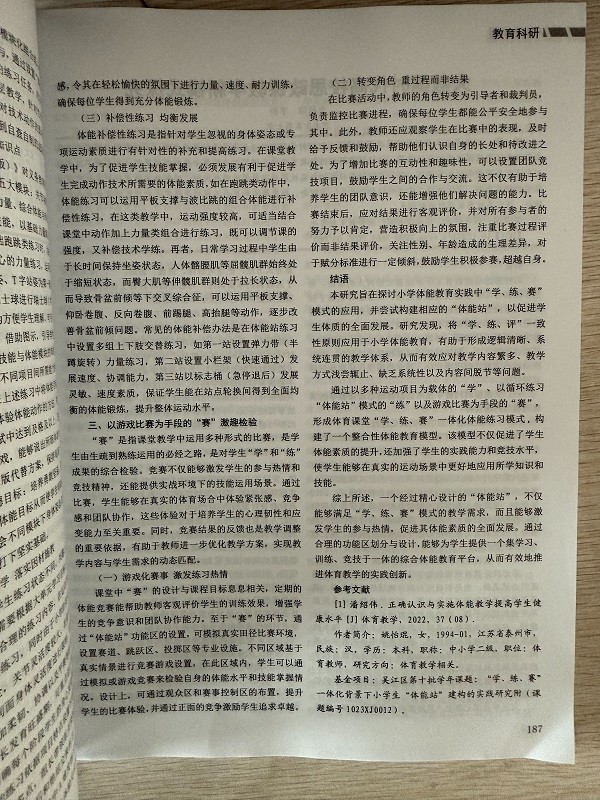 教育科研
感，令其在轻松愉快的氛围下进行力量、速度、耐力训练，
确保每位学生得到充分体能锻炼。
（三）补偿性练习 均衡发展
体能补偿性练习是指针对学生忽视的身体姿态或专
项运动素质进行有针对性的补充和提高练习。在课堂教
学中，为了促进学生技能掌握，必须发展有利于促进学
生完成动作技术所需要的体能素质，如在跑跳类动作中，
体能练习可以运用平板支撑与波比跳的组合体能进行补
偿性练习，在这类教学中，运动强度较高，可适当结合
课堂中动作加上力量类组合进行练习，既可以调节课的
强度，又补偿技术学练。再者，日常学习过程中学生由
于长时间保持坐姿状态，人体髂腰肌等屈髋肌群始终处
于缩短状态，而臀大肌等伸髋肌群则处于拉长状态，从
而导致骨盆前倾等下交叉综合征，可以运用平板支撑、
仰卧卷腹、反向卷腹、前踢腿、高抬腿等动作，逐步改
善骨盆前倾问题。常见的体能补偿办法是在体能站练习
中设置多组上下肢交替练习，如第一站设置弹力带（半
蹲旋转）力量练习，第二站设置小栏架（快速通过）发
展速度、协调能力，第三站以标志桶（急停返后）发展
灵敏、速度素质，保证学生能在站点轮换间得到全面均
衡的体能锻炼，提升整体运动水平。
三、以游戏比赛为手段的“赛”激趣检验
“赛”是指课堂教学中运用多种形式的比赛，是学
生由生疏到熟练运用的必经之路，是对学生“学”和“练”
成果的综合检验。竞赛不仅能够激发学生的参与热情和
竞技精神，还能提供实战环境下的技能运用场景。通过
比赛，学生能够在真实的体育场合中体验紧张感、竞争
感和团队协作，这些体验对于培养学生的心理韧性和应
变能力至关重要。同时，竞赛结果的反馈也是教学调整
的重要依据，有助于教师进一步优化教学方案，实现教
学内容与学生需求的动态匹配。
（一）游戏化赛事 激发练习热情
课堂中“赛”的设计与课程目标息息相关，定期的
体能竞赛能帮助教师客观评价学生的训练效果，增强学
生的竞争意识和团队协作能力。至于“赛”的环节，通
过“体能站”功能区的设置，可模拟真实田径比赛环境，
设置赛道、跳跃区、投掷区等专业设施。不同区域基于
真实情景进行竞赛游戏设置，在此区域内，学生可以通
过模拟或游戏竞赛来检验自身的体能水平和技能掌握情
况。设计上，可通过观众区和赛事控制区的布置，提升
学生的比赛体验，并通过正面的竞争激励学生追求卓越。
（二）转变角色 重过程而非结果
在比赛活动中，教师的角色转变为引导者和裁判员，
负责监控比赛进程，确保每位学生都能公平安全地参与
其中。此外，教师还应观察学生在比赛中的表现，及时
给予反馈和鼓励，帮助他们认识自身的长处和待改进之
处。为了增加比赛的互动性和趣味性，可以设置团队竞
技项目，鼓励学生之间的合作与交流。这不仅有助于培
养学生的团队意识，还能增强他们解决问题的能力。比
赛结束后，应对结果进行客观评价，并对所有参与者的
努力予以肯定，营造积极向上的氛围，注重比赛过程评
价而非结果评价，关注性别、年龄造成的生理差异，对
于赋分标准进行一定倾斜，鼓励学生积极参赛，超越自身。
结语
本研究旨在探讨小学体能教育实践中“学、练、赛”
模式的应用，并尝试构建相应的“体能站”，以促进学
生体质的全面发展。研究发现，将“学、练、评”一致
性原则应用于小学体能教育，有助于形成逻辑清晰、系
统连贯的教学体系，从而有效应对教学内容繁多、教学
方式浅尝辄止、缺乏系统性以及内容间脱节等问题。
通过以多种运动项目为载体的“学”、以循环练习
“体能站”模式的“练”以及游戏比赛为手段的“赛”，
形成体育课堂“学、练、赛”一体化体能练习模式，构
建了一个整合性体能教育模型。该模型不仅促进了学生
体能素质的提升，还加强了学生的实践能力和竞技水平，
使学生能够在真实的运动场景中更好地应用所学知识和
技能。
综上所述，一个经过精心设计的“体能站”，不仅
能够满足“学、练、赛”模式的教学需求，而且能够激
发学生的参与热情，促进其体能素质的全面发展。通过
合理的功能区划分与设计，能够为学生提供一个集学习、
训练、竞技于一体的综合体能教育平台，从而有效地推
进体育教学的实践创新。
参考文献
[1] 潘绍伟．正确认识与实施体能教学提高学生健
康水平 [J] 体育教学，2022，37（08）.
作者简介：姚怡焜，女，1994-01，江苏省泰州市，
民族：汉，学历：本科，职称：中小学二级，职位：体
育教师，研究方向：体育教学相关。
基金项目：吴江区第十批学年课题：“学、练、赛”
一体化背景下小学生“体能站”建构的实践研究附（课
题编号 1023XJ0012）.
187